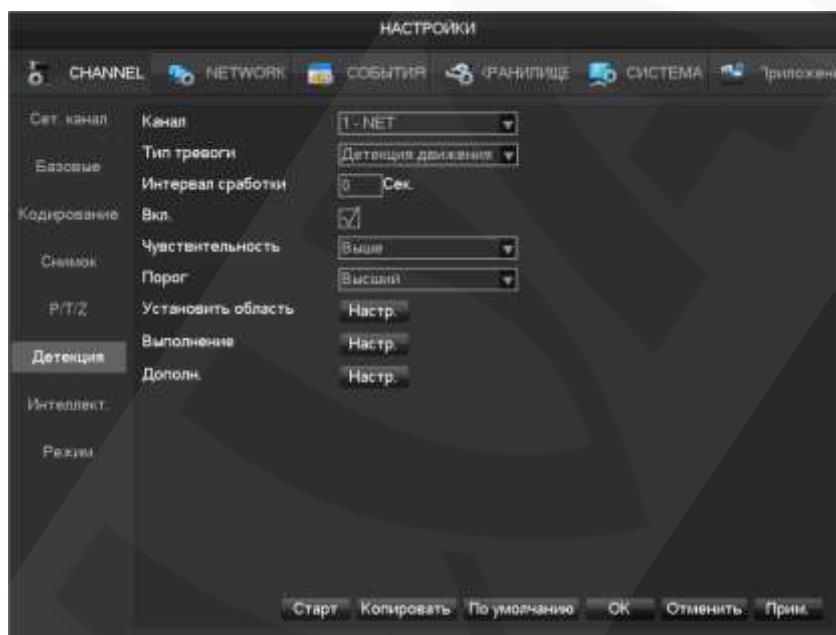 НАСТРОЙКИ
CHANNEL NETWORK СОБЫТИЯ ХРАНИЛИЩЕ СИСТЕМА Приложени
Сет. канал
Базовые
Кодирование
Снимок
P/T/Z
Детекция
Интеллект.
Режим
Канал 1 - NET
Тип тревоги Детекция движения
Интервал сработки 0 Сек.
Вкл.
Чувствительность Выше
Порог Высший
Установить область Настр.
Выполнение Настр.
Дополн. Настр.
Старт Копировать По умолчанию OK Отменить Прим.